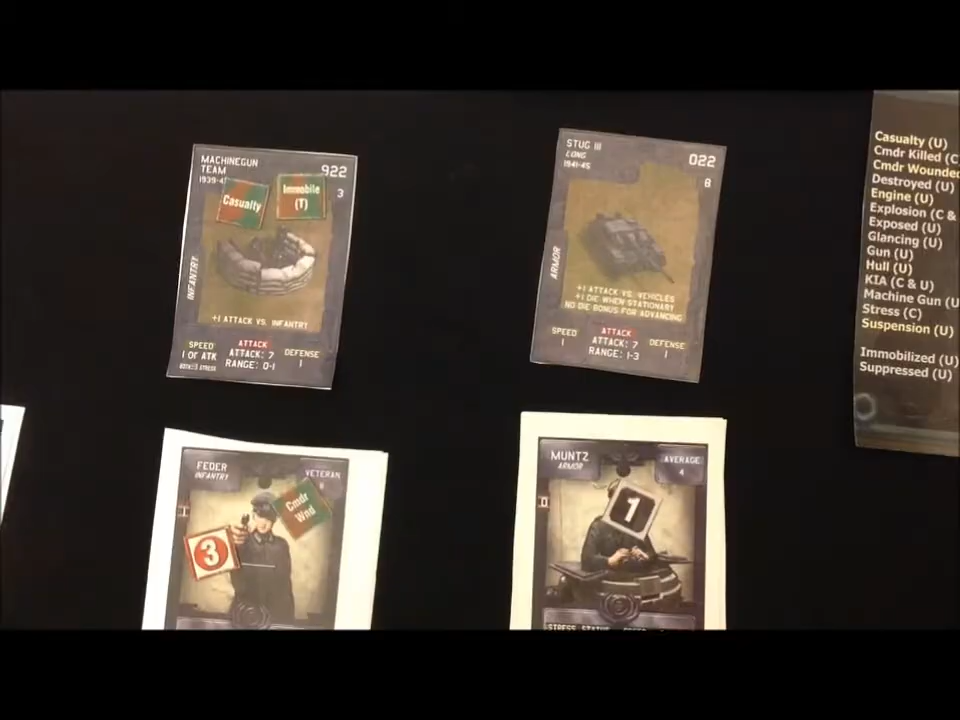 MACHINEGUN
TEAM
922
3
Casualty
Immobile
(T)
INFANTRY
+1 ATTACK VS. INFANTRY
SPEED
1 OR ATK
ATTACK
ATTACK: 7
RANGE: 0-1
DEFENSE
1
STUG III
LONG
1941-45
022
8
ARMOR
+1 ATTACK VS. VEHICLES
+1 DIE WHEN STATIONARY
NO DIE BONUS FOR ADVANCING
SPEED
1
ATTACK
ATTACK: 7
RANGE: 1-3
DEFENSE
1
Casualty (U)
Cmdr Killed (C
Cmdr Wounded
Destroyed (U)
Engine (U)
Explosion (C &
Exposed (U)
Glancing (U)
Gun (U)
Hull (U)
KIA (C & U)
Machine Gun (U
Stress (C)
Suspension (U)
Immobilized (U)
Suppressed (U)
FEDER
INFANTRY
VETERAN
Cmdr
Wnd
3
MUNTZ
ARMOR
AVERAGE
4
1